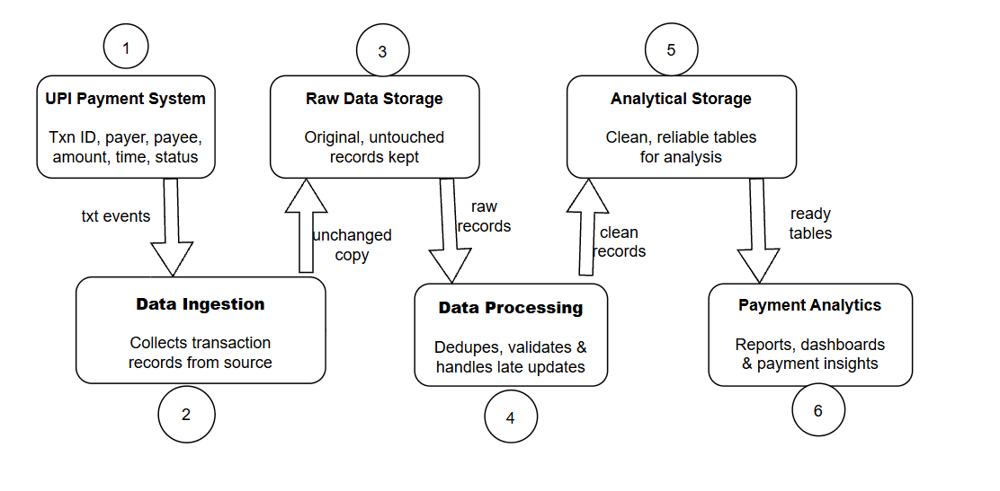 1
UPI Payment System
Txn ID, payer, payee,
amount, time, status
txt events
2
Data Ingestion
Collects transaction
records from source
unchanged
copy
3
Raw Data Storage
Original, untouched
records kept
raw
records
4
Data Processing
Dedupes, validates &
handles late updates
clean
records
5
Analytical Storage
Clean, reliable tables
for analysis
ready
tables
6
Payment Analytics
Reports, dashboards
& payment insights